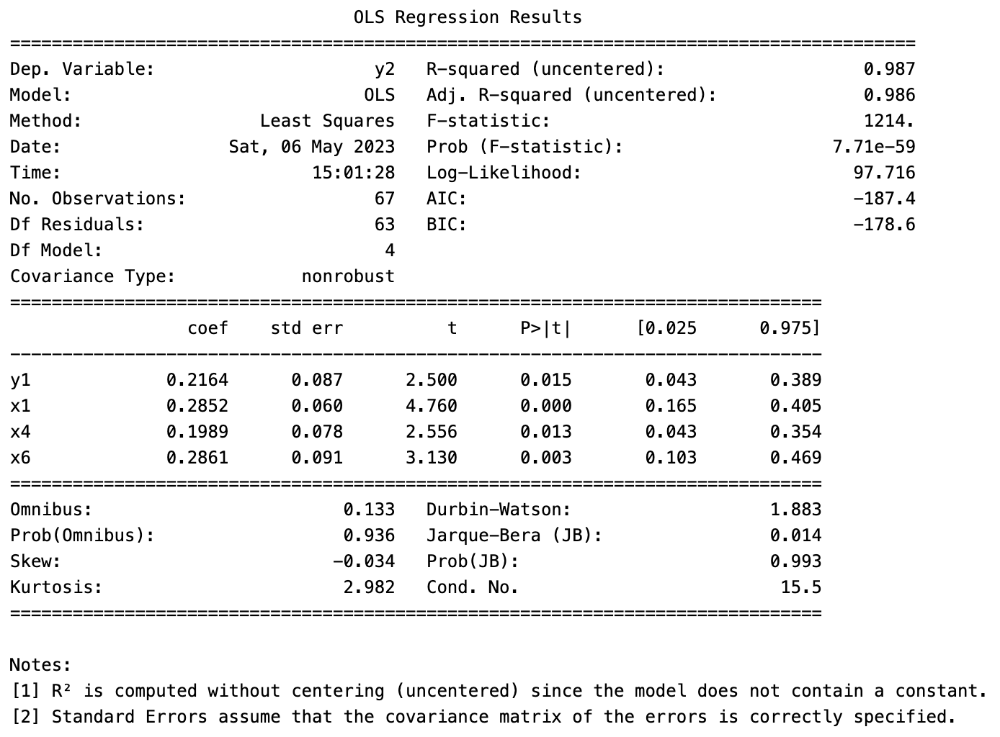 OLS Regression Results
==============================================================================
Dep. Variable: y2 R-squared (uncentered): 0.987
Model: OLS Adj. R-squared (uncentered): 0.986
Method: Least Squares F-statistic: 1214.
Date: Sat, 06 May 2023 Prob (F-statistic): 7.71e-59
Time: 15:01:28 Log-Likelihood: 97.716
No. Observations: 67 AIC: -187.4
Df Residuals: 63 BIC: -178.6
Df Model: 4
Covariance Type: nonrobust
==============================================================================
coef std err t P>|t| [0.025 0.975]
------------------------------------------------------------------------------
y1 0.2164 0.087 2.500 0.015 0.043 0.389
x1 0.2852 0.060 4.760 0.000 0.165 0.405
x4 0.1989 0.078 2.556 0.013 0.043 0.354
x6 0.2861 0.091 3.130 0.003 0.103 0.469
==============================================================================
Omnibus: 0.133 Durbin-Watson: 1.883
Prob(Omnibus): 0.936 Jarque-Bera (JB): 0.014
Skew: -0.034 Prob(JB): 0.993
Kurtosis: 2.982 Cond. No. 15.5
==============================================================================
Notes:
[1] R² is computed without centering (uncentered) since the model does not contain a constant.
[2] Standard Errors assume that the covariance matrix of the errors is correctly specified.